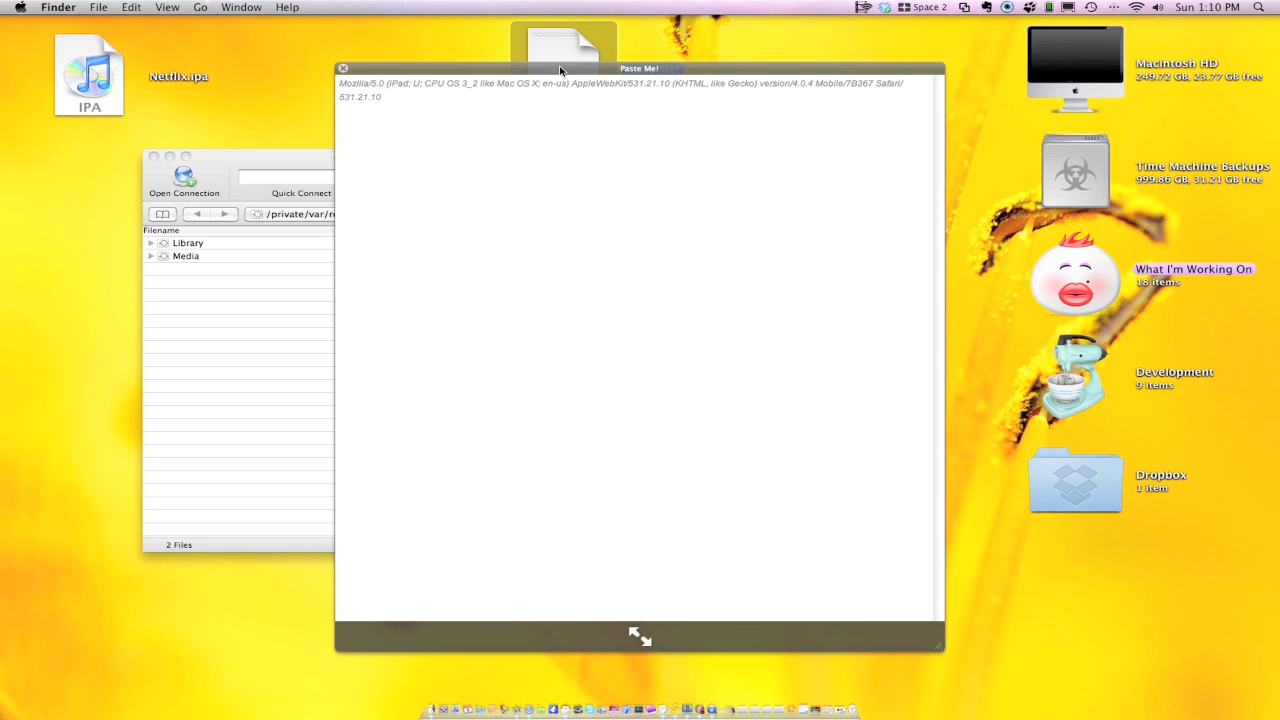 Finder File Edit View Go Window Help
Space 2
Sun 1:10 PM
IPA
Netflix.ipa
Paste Me!
Mozilla/5.0 (iPad; U; CPU OS 3_2 like Mac OS X; en-us) AppleWebKit/531.21.10 (KHTML, like Gecko) version/4.0.4 Mobile/7B367 Safari/
531.21.10
Open Connection
Quick Connect
/private/var/r
Filename
Library
Media
2 Files
Macintosh HD
249.72 GB, 23.77 GB free
Time Machine Backups
999.86 GB, 31.21 GB free
What I'm Working On
18 items
Development
9 items
Dropbox
1 item